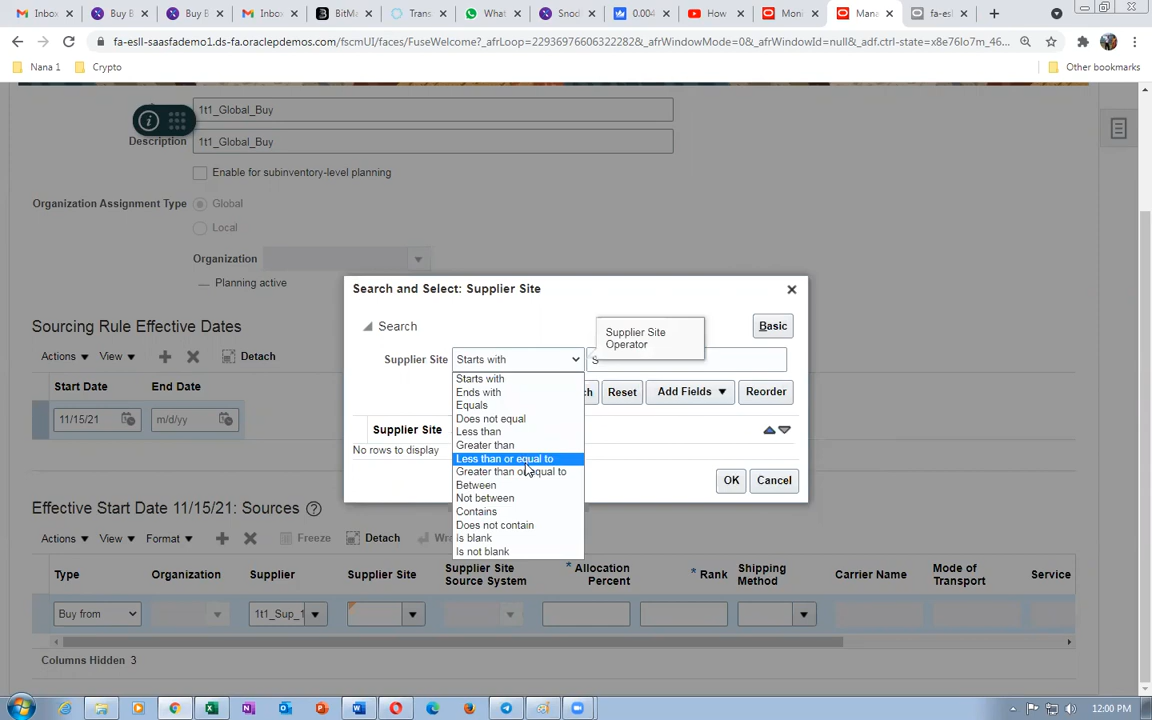 Inbox
Buy B
Buy B
Inbox
BitMa
Trans
What
Snod
0.004
How
Moni
Mana
fa-esl
fa-esll-saasfademo1.ds-fa.oraclepdemos.com/fscmUI/faces/FuseWelcome?_afrLoop=229369766063222282&_afrWindowMode=0&_afrWindowId=null&_adf.ctrl-state=x8e76lo7m_46...
Nana 1
Crypto
Other bookmarks
1t1_Global_Buy
Description
1t1_Global_Buy
Enable for subinventory-level planning
Organization Assignment Type
Global
Local
Organization
Planning active
Search and Select: Supplier Site
Search
Basic
Supplier Site
Operator
Supplier Site
Starts with
S
Starts with
Ends with
Equals
Does not equal
Less than
Greater than
Less than or equal to
Greater than or equal to
Between
Not between
Contains
Does not contain
Is blank
Is not blank
ch
Reset
Add Fields
Reorder
Supplier Site
No rows to display
OK
Cancel
Sourcing Rule Effective Dates
Actions
View
Detach
Start Date
End Date
11/15/21
m/d/yy
Effective Start Date 11/15/21: Sources
Actions
View
Format
Freeze
Detach
Wr
Type
Organization
Supplier
Supplier Site
Supplier Site
Source System
* Allocation
Percent
* Rank
Shipping
Method
Carrier Name
Mode of
Transport
Service
Buy from
1t1_Sup_1
Columns Hidden 3
12:00 PM